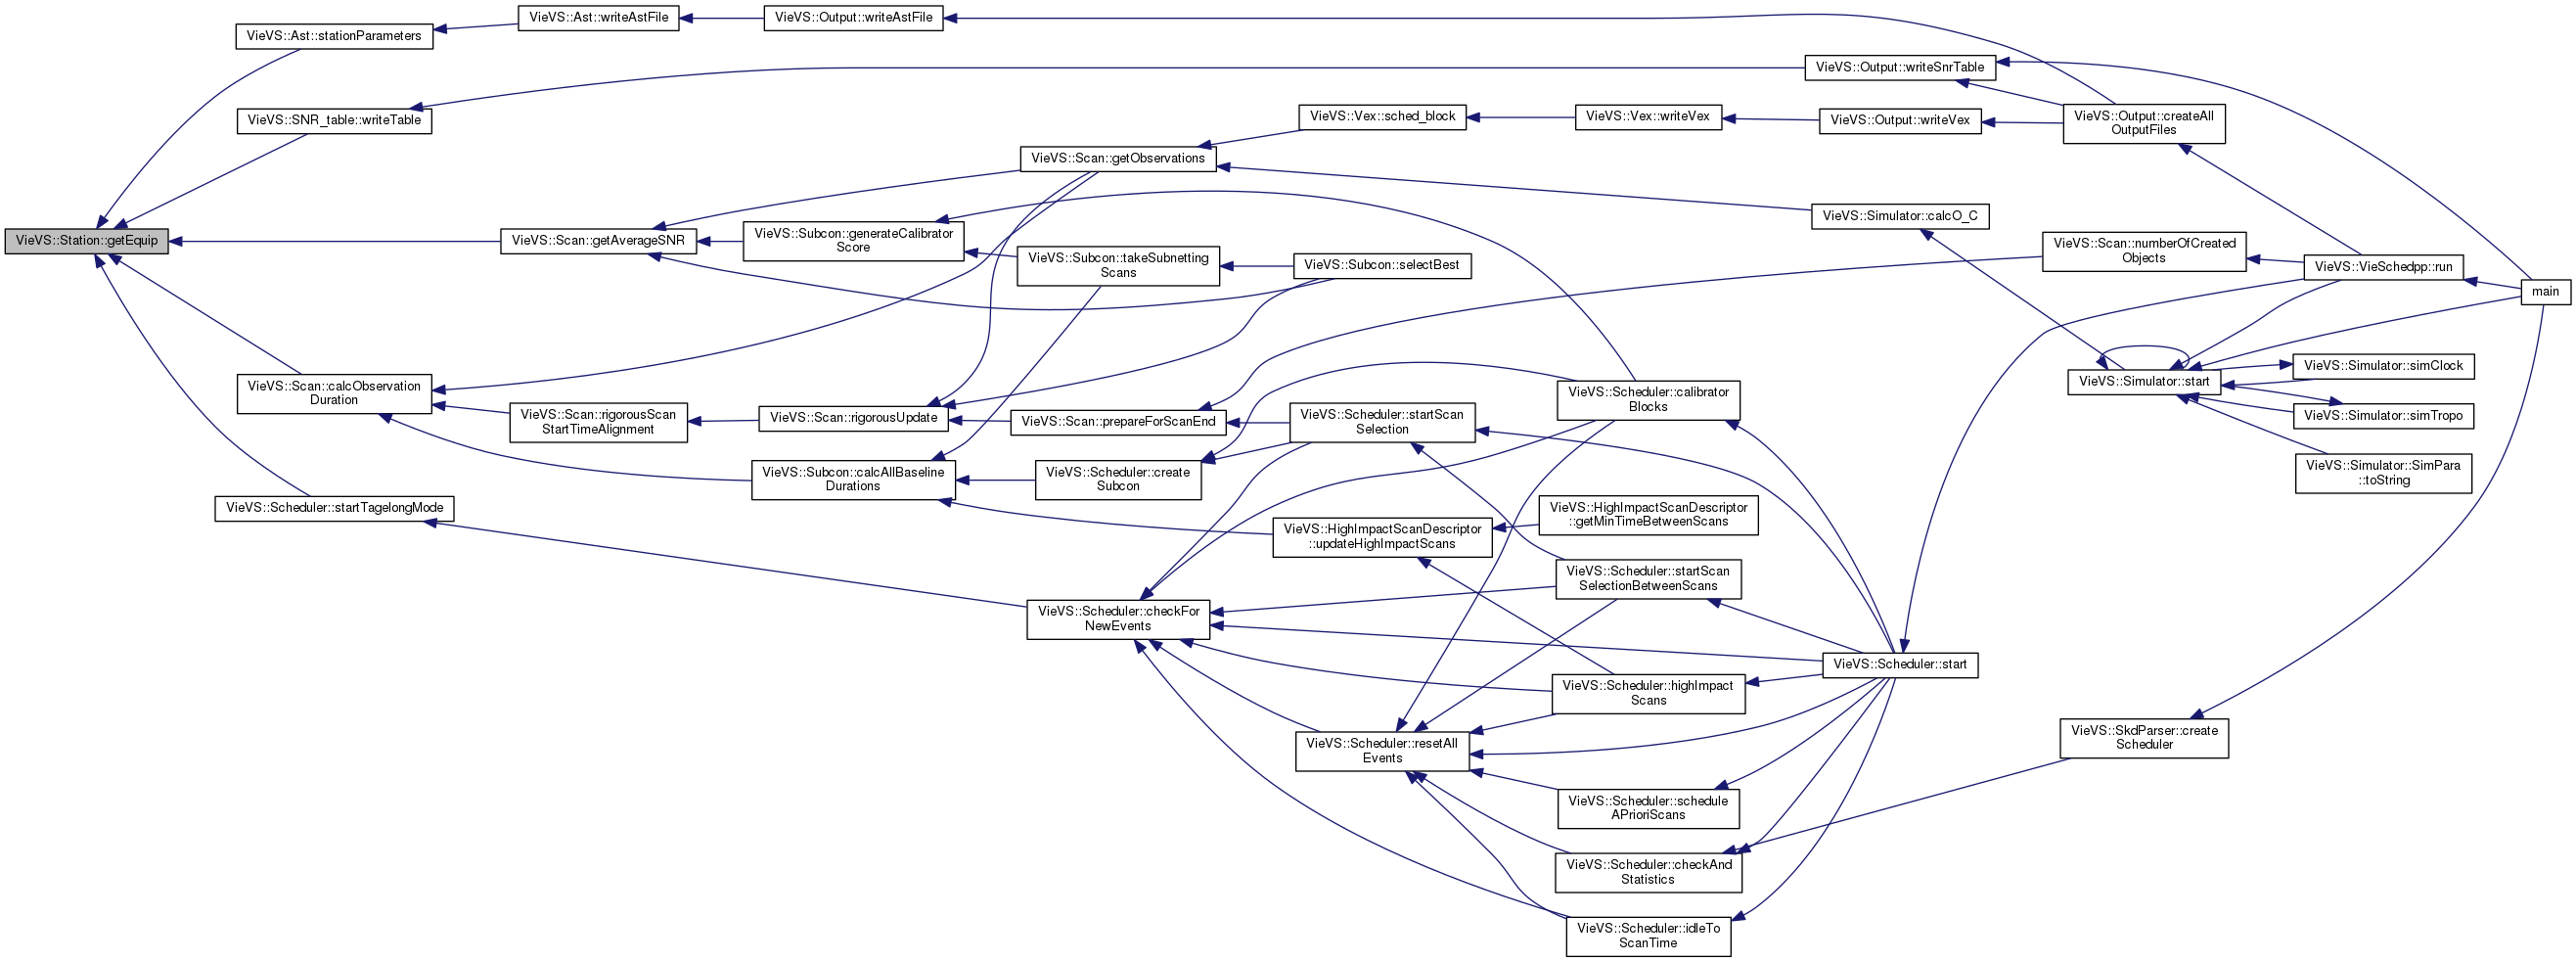 VieVS::Station::getEquip
VieVS::Ast::stationParameters
VieVS::SNR_table::writeTable
VieVS::Scan::calcObservation
Duration
VieVS::Scheduler::startTagelongMode
VieVS::Ast::writeAstFile
VieVS::Scan::getAverageSNR
VieVS::Scan::rigorousScan
StartTimeAlignment
VieVS::Output::writeAstFile
VieVS::Subcon::generateCalibrator
Score
VieVS::Scan::rigorousUpdate
VieVS::Subcon::calcAllBaseline
Durations
VieVS::Scan::getObservations
VieVS::Subcon::takeSubnetting
Scans
VieVS::Scan::prepareForScanEnd
VieVS::Scheduler::create
Subcon
VieVS::HighImpactScanDescriptor
::updateHighImpactScans
VieVS::Scheduler::checkFor
NewEvents
VieVS::Vex::sched_block
VieVS::Subcon::selectBest
VieVS::Scheduler::startScan
Selection
VieVS::Scheduler::resetAll
Events
VieVS::Vex::writeVex
VieVS::Scheduler::calibrator
Blocks
VieVS::HighImpactScanDescriptor
::getMinTimeBetweenScans
VieVS::Scheduler::startScan
SelectionBetweenScans
VieVS::Scheduler::highImpact
Scans
VieVS::Scheduler::schedule
APrioriScans
VieVS::Scheduler::checkAnd
Statistics
VieVS::Scheduler::idleTo
ScanTime
VieVS::Output::writeSnrTable
VieVS::Output::writeVex
VieVS::Simulator::calcO_C
VieVS::Scheduler::start
VieVS::Output::createAll
OutputFiles
VieVS::Scan::numberOfCreated
Objects
VieVS::Simulator::start
VieVS::SkdParser::create
Scheduler
VieVS::VieSchedpp::run
VieVS::Simulator::simClock
VieVS::Simulator::simTropo
VieVS::Simulator::SimPara
::toString
main